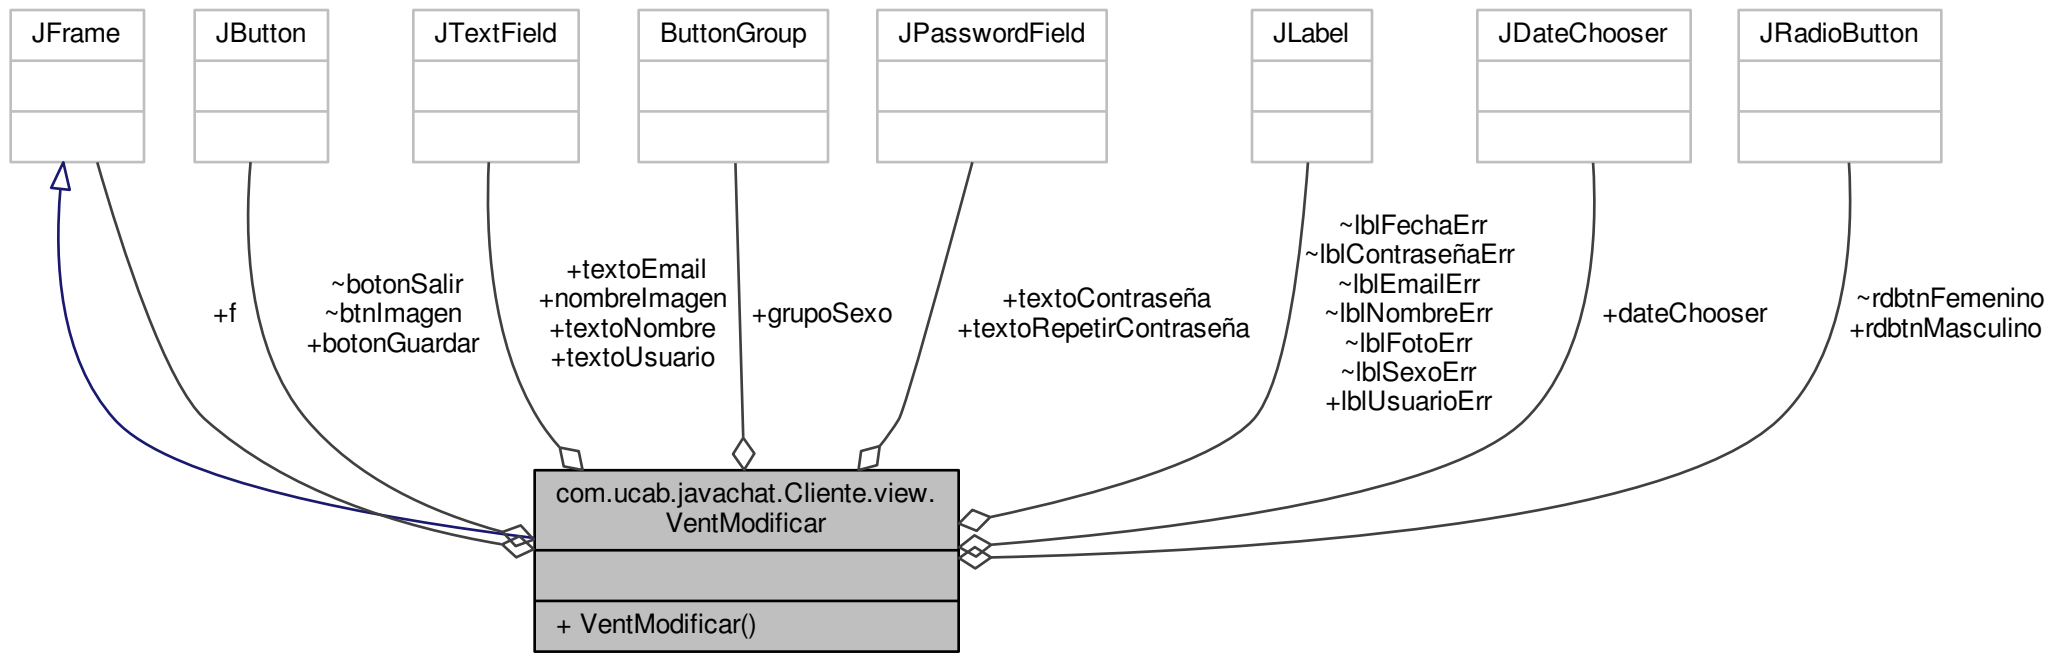 JFrame
JButton
JTextField
ButtonGroup
JPasswordField
JLabel
JDateChooser
JRadioButton
+f
~botonSalir
~btnImagen
+botonGuardar
+textoEmail
+nombreImagen
+textoNombre
+textoUsuario
+grupoSexo
+textoContraseña
+textoRepetirContraseña
~lblFechaErr
~lblContraseñaErr
~lblEmailErr
~lblNombreErr
~lblFotoErr
~lblSexoErr
+lblUsuarioErr
+dateChooser
~rdbtnFemenino
+rdbtnMasculino
com.ucab.javachat.Cliente.view.
VentModificar
+ VentModificar()